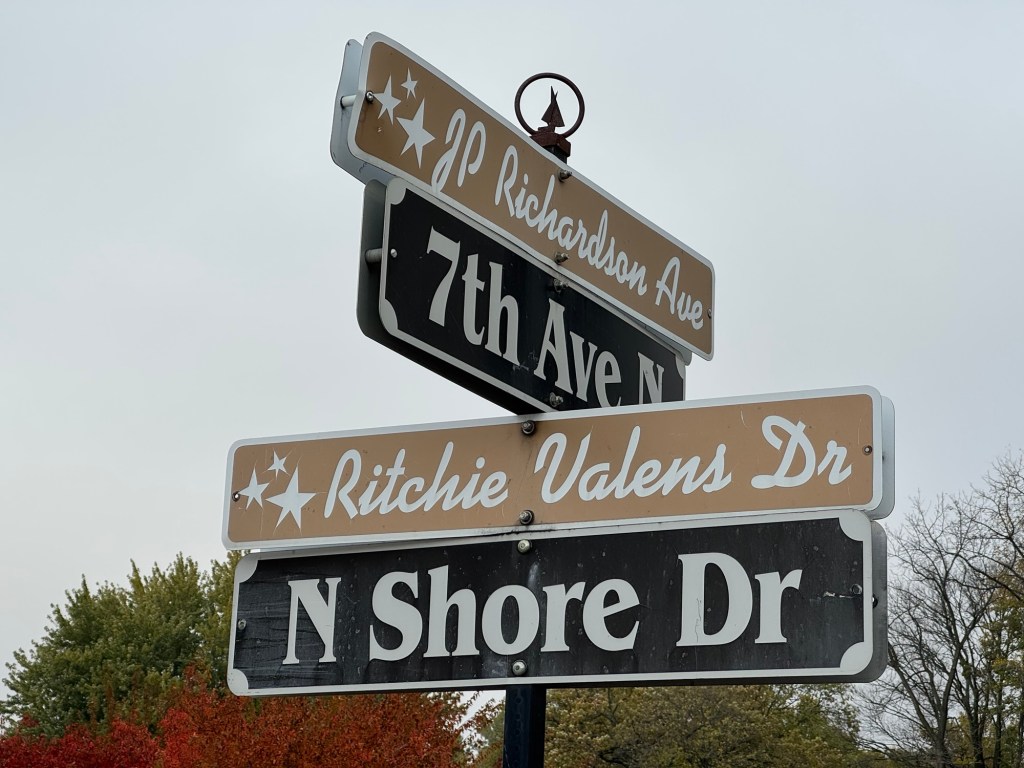 JP Richardson Ave
7th Ave N
Ritchie Valens Dr
N Shore Dr